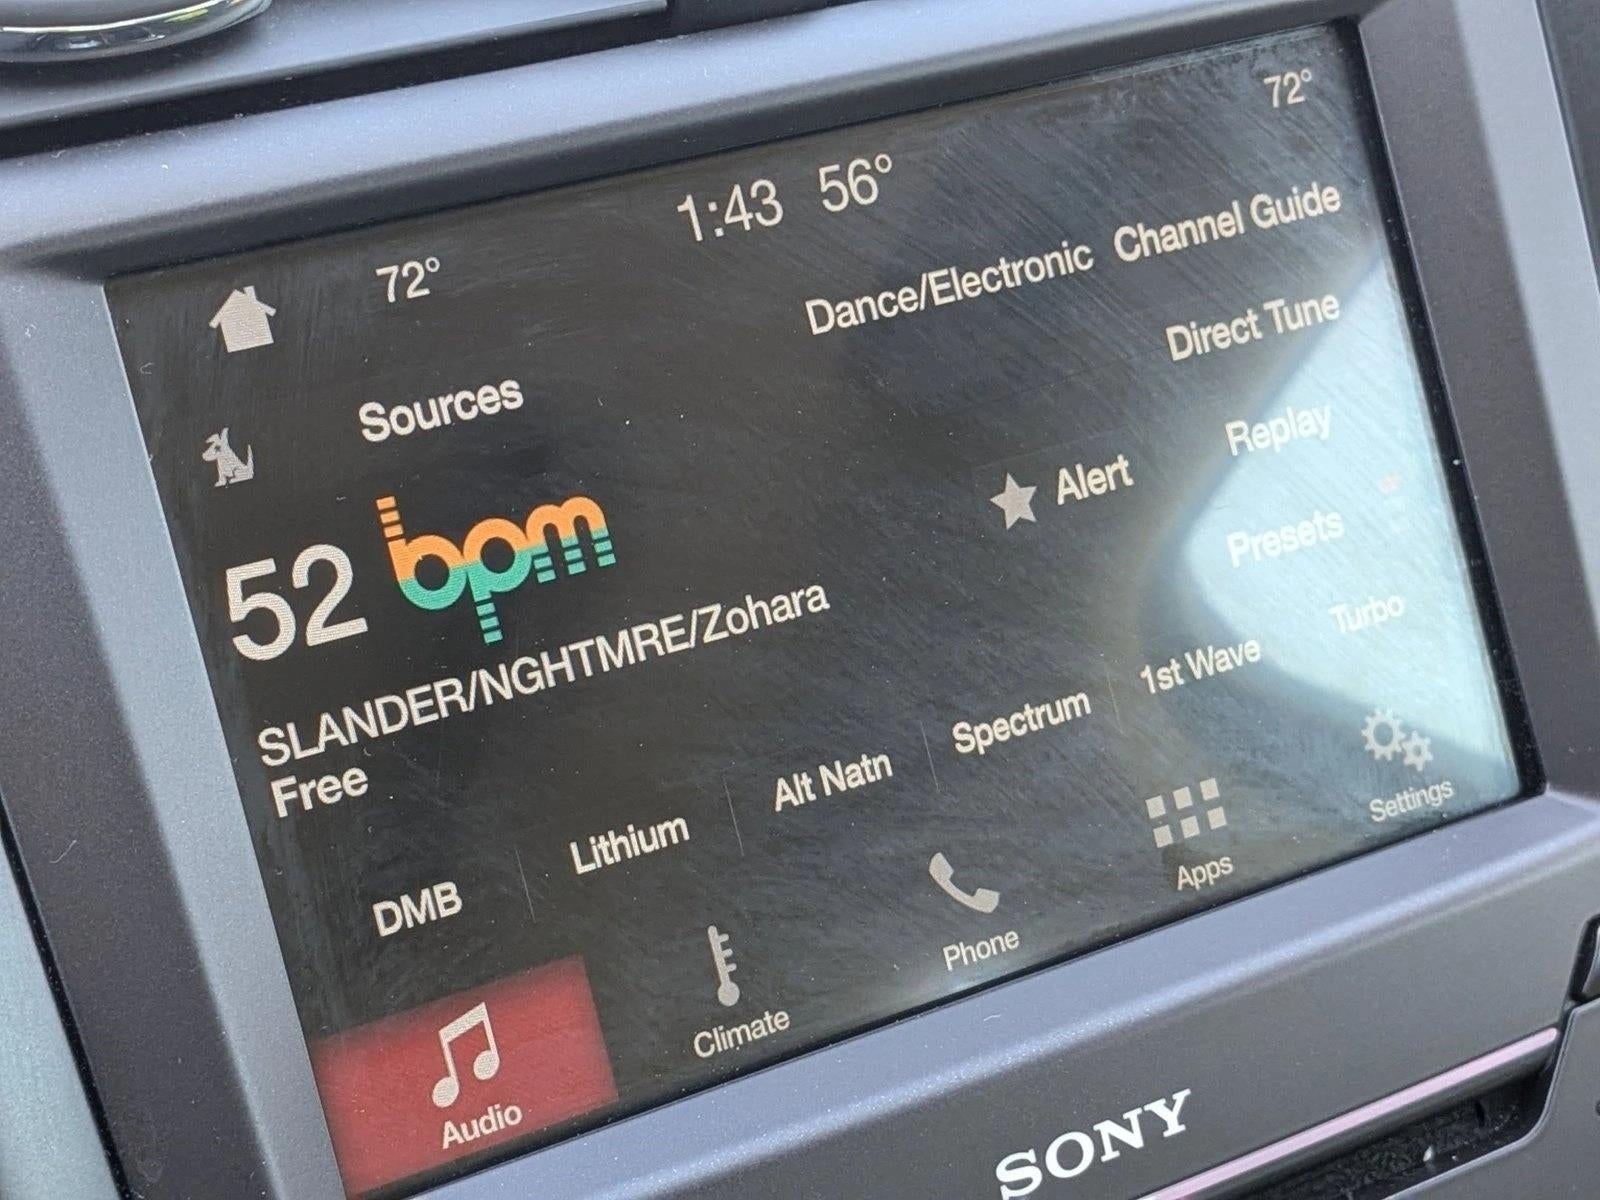 72°
1:43 56°
72°
Sources
Dance/Electronic
Channel Guide
Direct Tune
Replay
Alert
Presets
52 bpm
SLANDER/NGHTMRE/Zohara
Free
DMB
Lithium
Alt Natn
Spectrum
1st Wave
Turbo
Audio
Climate
Phone
Apps
Settings
SONY